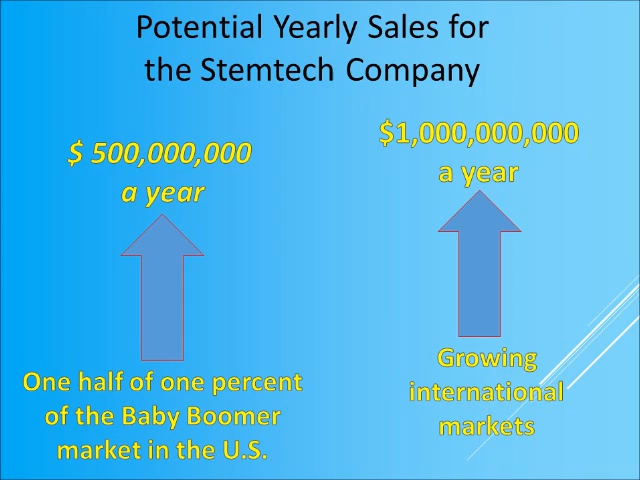 Potential Yearly Sales for
the Stemtech Company
$ 500,000,000
a year
One half of one percent
of the Baby Boomer
market in the U.S.
$1,000,000,000
a year
Growing
international
markets